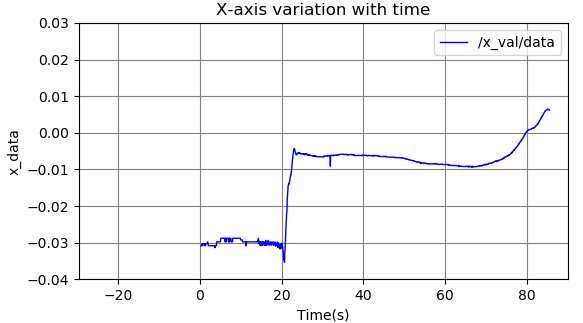 X-axis variation with time
0.03
0.02
0.01
0.00
−0.01
−0.02
−0.03
−0.04
x_data
/x_val/data
−20 0 20 40 60 80
Time(s)